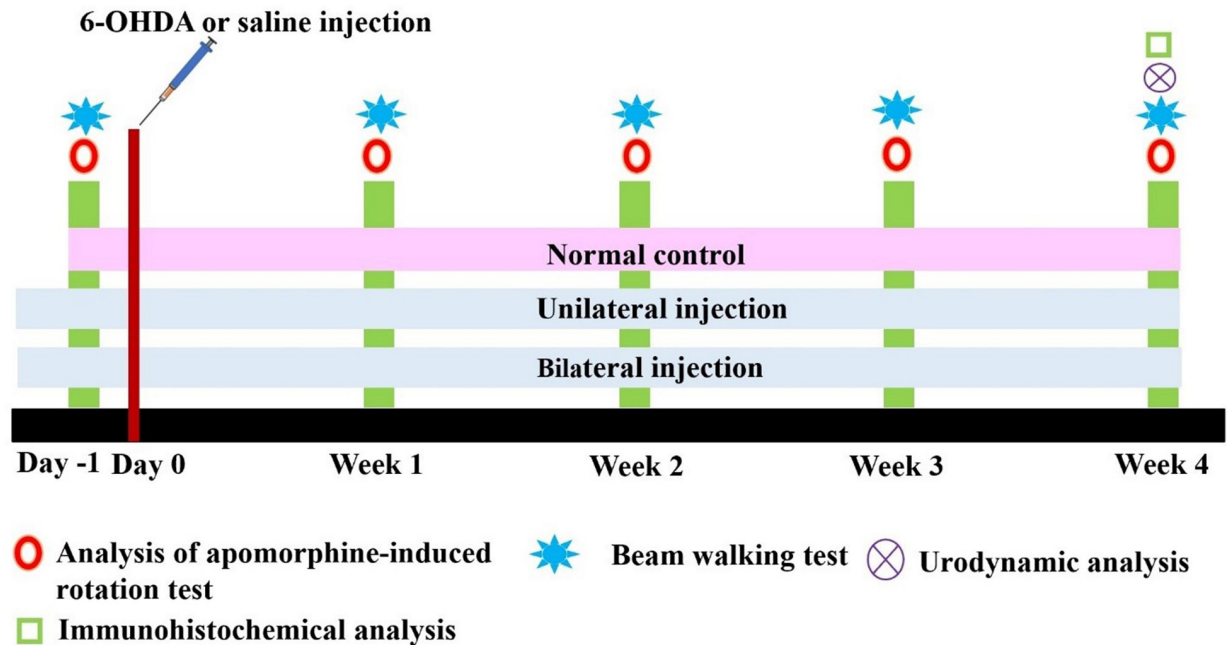 6-OHDA or saline injection
Normal control
Unilateral injection
Bilateral injection
Day -1 Day 0 Week 1 Week 2 Week 3 Week 4
Analysis of apomorphine-induced
rotation test
Beam walking test
Urodynamic analysis
Immunohistochemical analysis